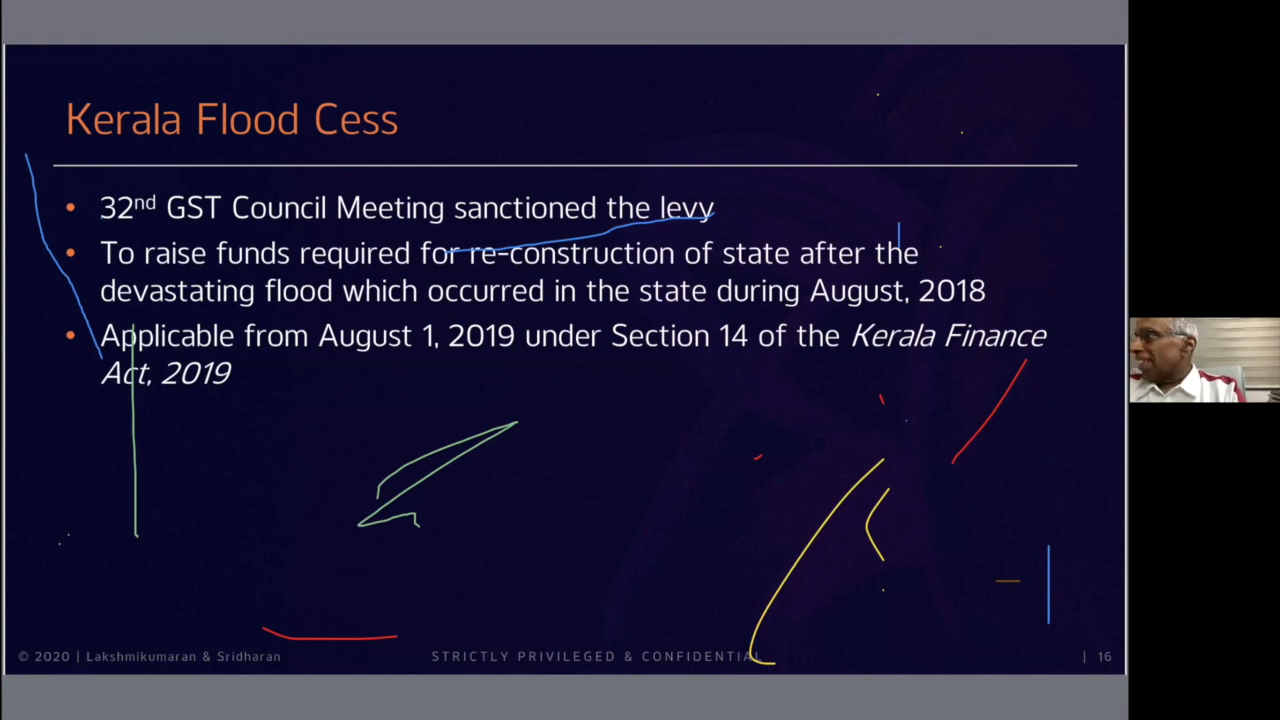 Kerala Flood Cess
• 32nd GST Council Meeting sanctioned the levy
• To raise funds required for re-construction of state after the
devastating flood which occurred in the state during August, 2018
• Applicable from August 1, 2019 under Section 14 of the Kerala Finance
Act, 2019
© 2020 | Lakshmikumaran & Sridharan STRICTLY PRIVILEGED & CONFIDENTIAL | 16